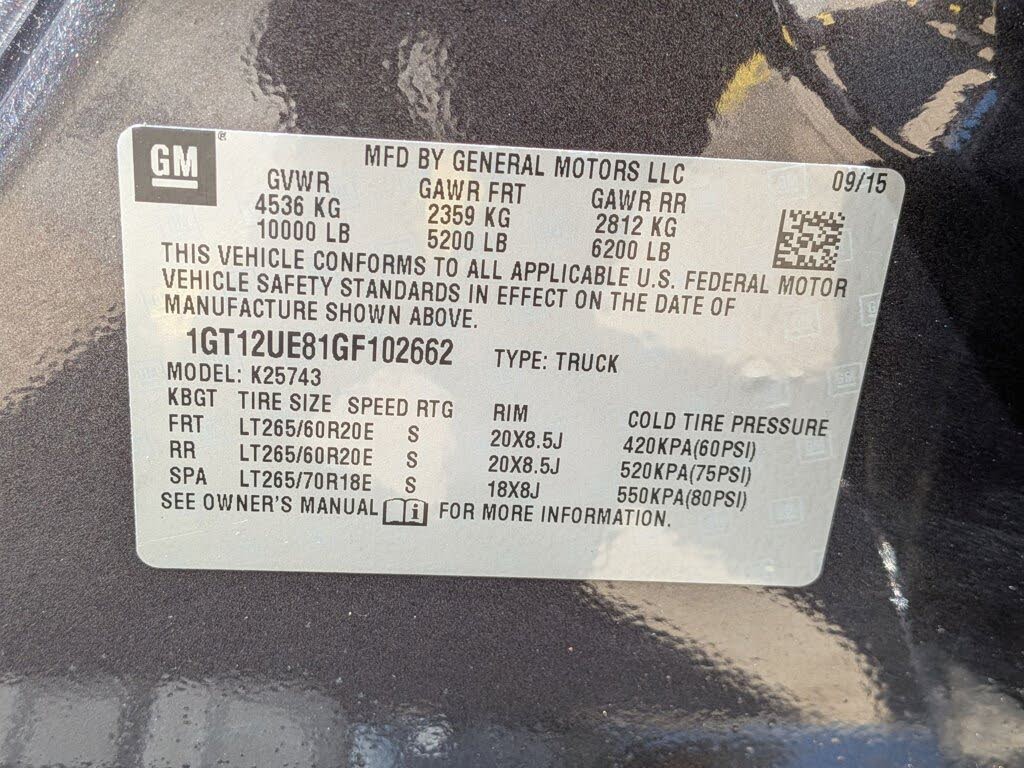 GM
MFD BY GENERAL MOTORS LLC 09/15
GVWR GAWR FRT GAWR RR
4536 KG 2359 KG 2812 KG
10000 LB 5200 LB 6200 LB
THIS VEHICLE CONFORMS TO ALL APPLICABLE U.S. FEDERAL MOTOR
VEHICLE SAFETY STANDARDS IN EFFECT ON THE DATE OF
MANUFACTURE SHOWN ABOVE.
1GT12UE81GF102662 TYPE: TRUCK
MODEL: K25743
KBGT TIRE SIZE SPEED RTG RIM COLD TIRE PRESSURE
FRT LT265/60R20E S 20X8.5J 420KPA(60PSI)
RR LT265/60R20E S 20X8.5J 520KPA(75PSI)
SPA LT265/70R18E S 18X8J 550KPA(80PSI)
SEE OWNER'S MANUAL i FOR MORE INFORMATION.